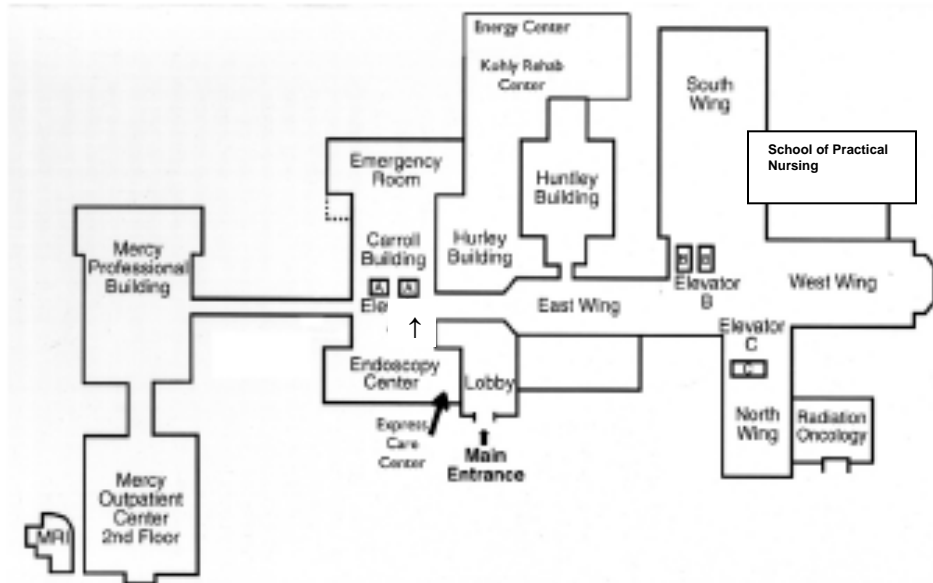 Energy Center
Kohly Rehab
Center
South
Wing
School of Practical
Nursing
Emergency
Room
Huntley
Building
Mercy
Professional
Building
Carroll
Building
Hurley
Building
A A
Ele
East Wing
B B
Elevator
B
West Wing
Elevator
C
C
Endoscopy
Center
Lobby
Express
Care
Center
Main
Entrance
North
Wing
Radiation
Oncology
Mercy
Outpatient
Center
2nd Floor
MRI